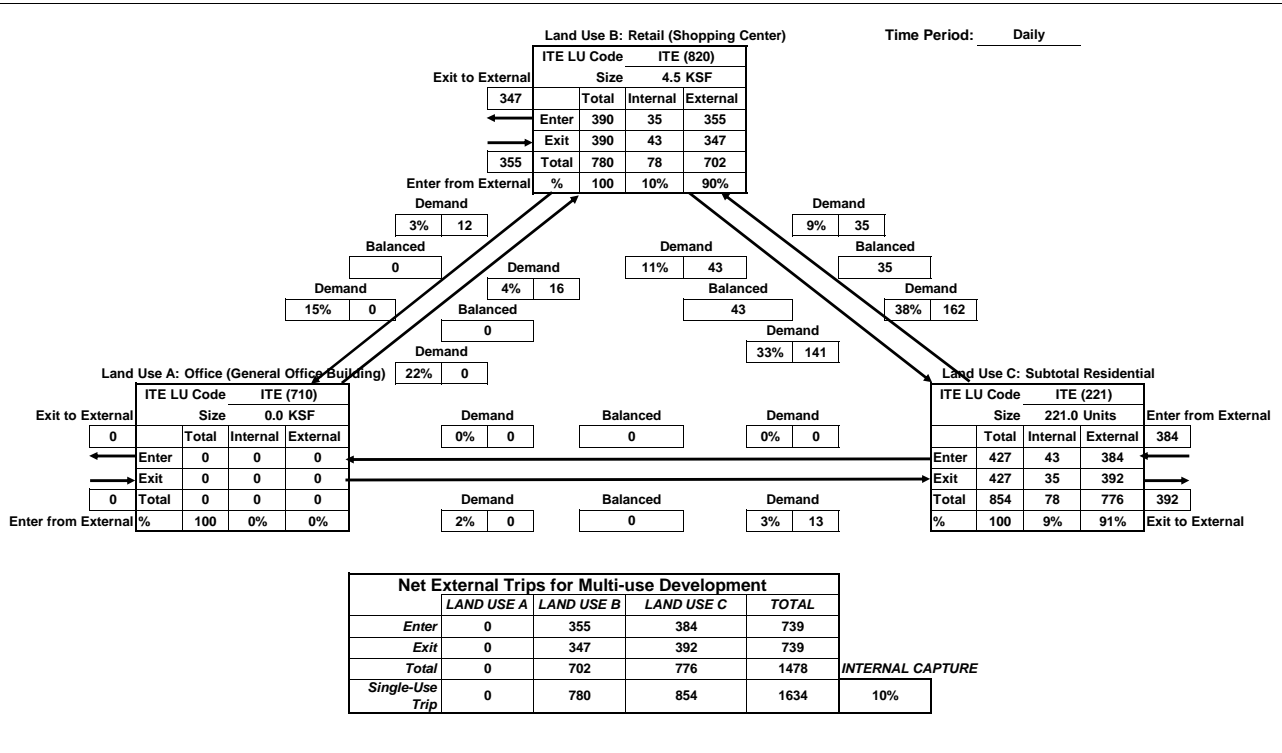 Land Use B: Retail (Shopping Center)
Time Period: Daily
ITE LU Code ITE (820)
Exit to External Size 4.5 KSF
347 Total Internal External
Enter 390 35 355
Exit 390 43 347
355 Total 780 78 702
Enter from External % 100 10% 90%
Demand Demand
3% 12 9% 35
Balanced Demand Balanced
0 Demand 11% 43 35
Demand 4% 16 Balanced Demand
15% 0 Balanced 43 38% 162
0 Demand
Demand 33% 141
Land Use A: Office (General Office Building) 22% 0 Land Use C: Subtotal Residential
ITE LU Code ITE (710) ITE LU Code ITE (221)
Exit to External Size 0.0 KSF Demand Balanced Demand Size 221.0 Units Enter from External
0 Total Internal External 0% 0 0 0% 0 Total Internal External 384
Enter 0 0 0 Enter 427 43 384
Exit 0 0 0 Exit 427 35 392
0 Total 0 0 0 Demand Balanced Demand Total 854 78 776 392
Enter from External % 100 0% 0% 2% 0 0 3% 13 % 100 9% 91% Exit to External
Net External Trips for Multi-use Development
LAND USE A LAND USE B LAND USE C TOTAL
Enter 0 355 384 739
Exit 0 347 392 739
Total 0 702 776 1478 INTERNAL CAPTURE
Single-Use
Trip 0 780 854 1634 10%